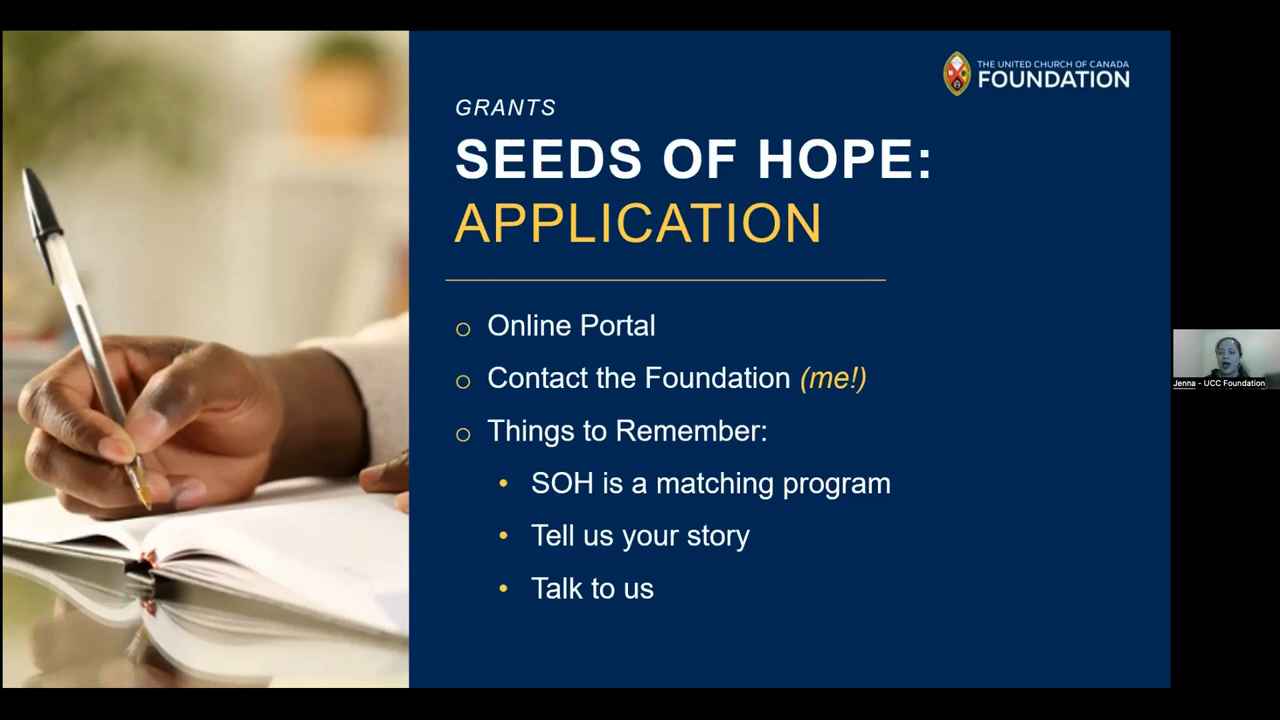 THE UNITED CHURCH OF CANADA
FOUNDATION
GRANTS
SEEDS OF HOPE:
APPLICATION
Online Portal
Contact the Foundation (me!)
Things to Remember:
SOH is a matching program
Tell us your story
Talk to us
Jenna - UCC Foundation